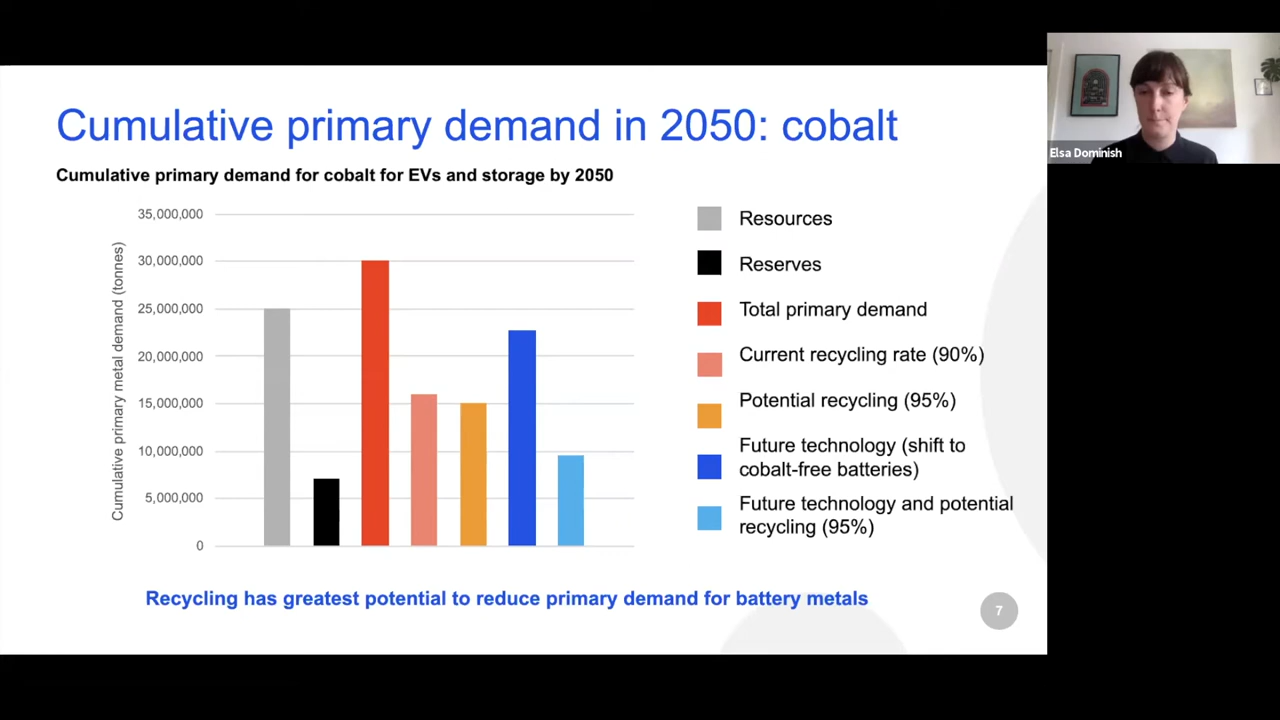 Cumulative primary demand in 2050: cobalt
Elsa Dominish
Cumulative primary demand for cobalt for EVs and storage by 2050
Cumulative primary metal demand (tonnes)
35,000,000
30,000,000
25,000,000
20,000,000
15,000,000
10,000,000
5,000,000
0
Resources
Reserves
Total primary demand
Current recycling rate (90%)
Potential recycling (95%)
Future technology (shift to
cobalt-free batteries)
Future technology and potential
recycling (95%)
Recycling has greatest potential to reduce primary demand for battery metals
7